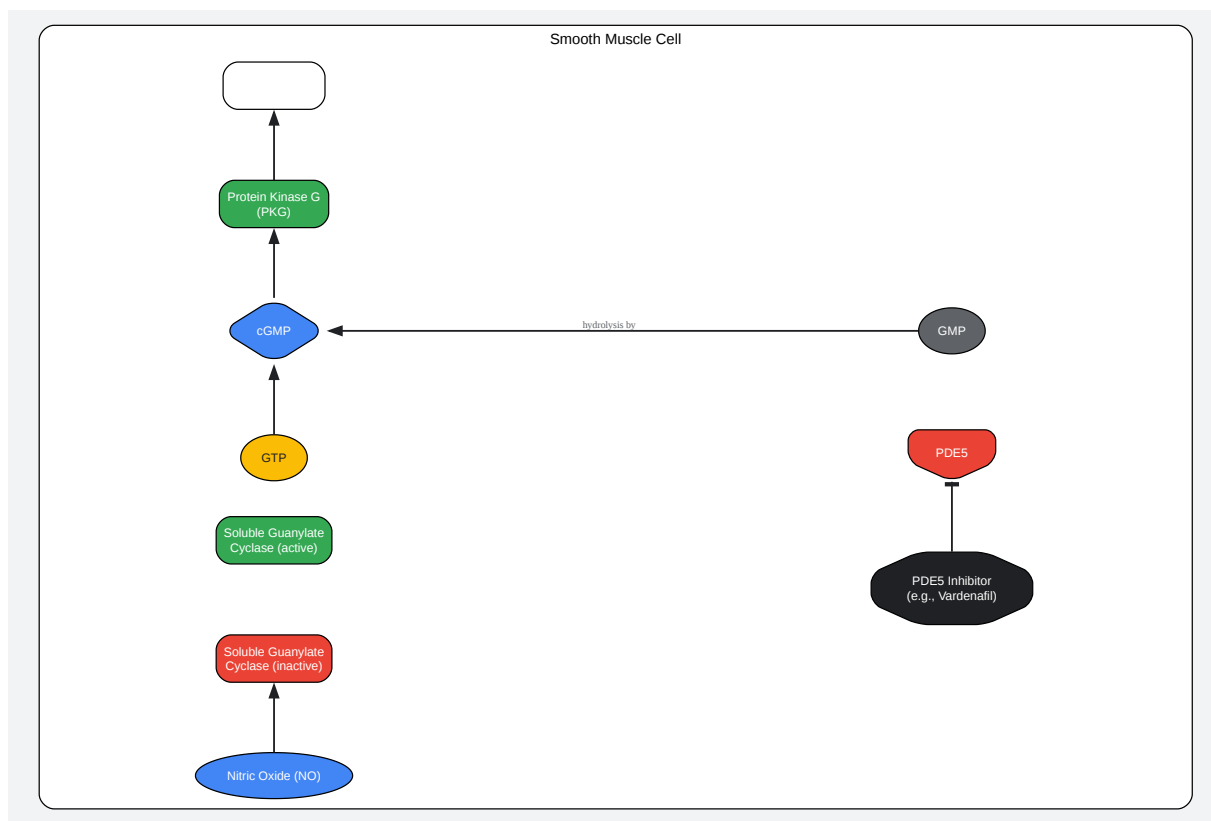 Smooth Muscle Cell
Protein Kinase G
(PKG)
cGMP
hydrolysis by
GMP
GTP
PDE5
Soluble Guanylate
Cyclase (active)
PDE5 Inhibitor
(e.g., Vardenafil)
Soluble Guanylate
Cyclase (inactive)
Nitric Oxide (NO)